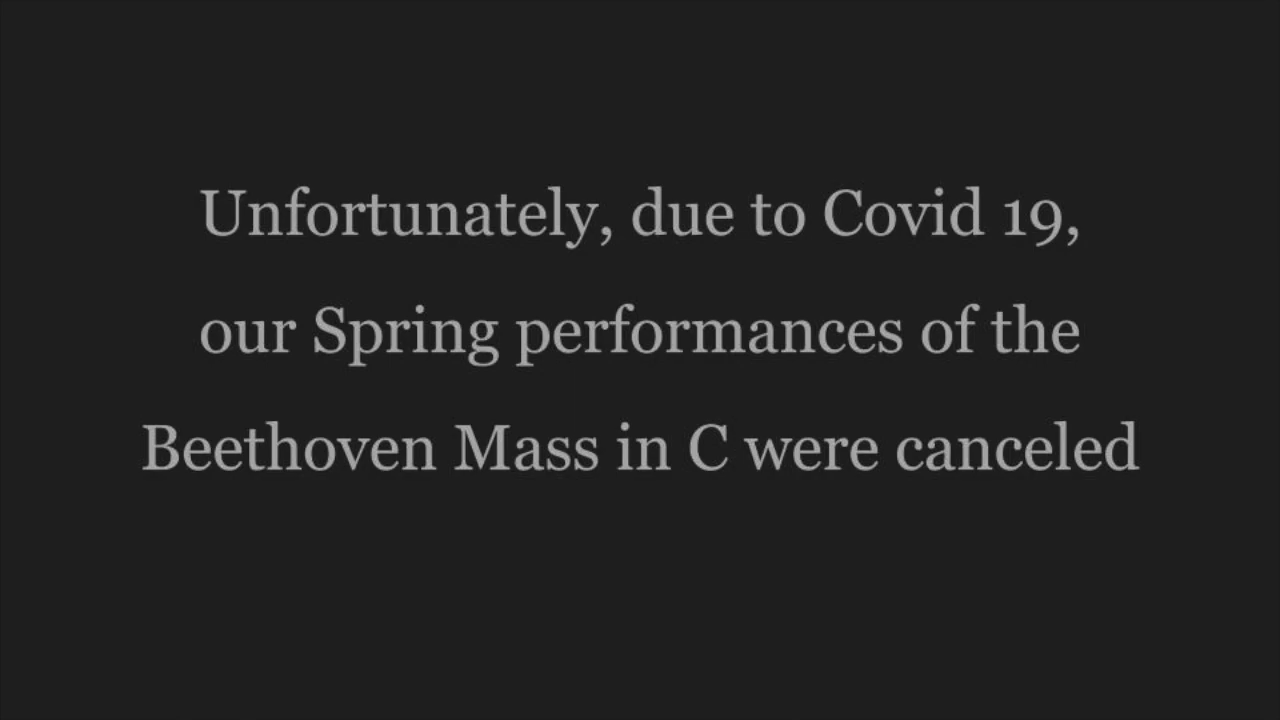 Unfortunately, due to Covid 19,
our Spring performances of the
Beethoven Mass in C were canceled